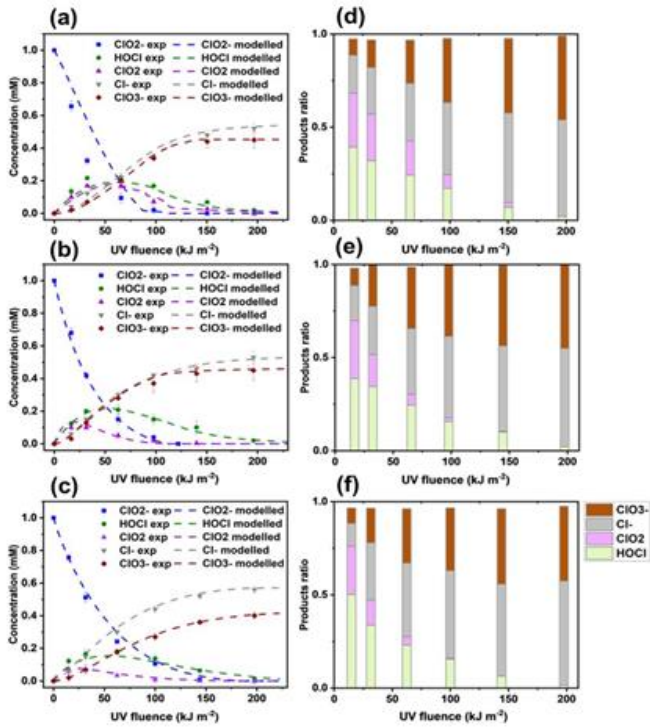 (a)
ClO2- exp ClO2- modelled
HOCl exp HOCl modelled
ClO2 exp ClO2 modelled
Cl- exp Cl- modelled
ClO3- exp ClO3- modelled
Concentration (mM)
1.0
0.8
0.6
0.4
0.2
0.0
0 50 100 150 200
UV fluence (kJ m-2)
(d)
Products ratio
1.0
0.5
0.0
0 50 100 150 200
UV fluence (kJ m-2)
(b)
ClO2- exp ClO2- modelled
HOCl exp HOCl modelled
ClO2 exp ClO2 modelled
Cl- exp Cl- modelled
ClO3- exp ClO3- modelled
Concentration (mM)
1.0
0.8
0.6
0.4
0.2
0.0
0 50 100 150 200
UV fluence (kJ m-2)
(e)
Products ratio
1.0
0.5
0.0
0 50 100 150 200
UV fluence (kJ m-2)
(c)
ClO2- exp ClO2- modelled
HOCl exp HOCl modelled
ClO2 exp ClO2 modelled
Cl- exp Cl- modelled
ClO3- exp ClO3- modelled
Concentration (mM)
1.0
0.8
0.6
0.4
0.2
0.0
0 50 100 150 200
UV fluence (kJ m-2)
(f)
Products ratio
1.0
0.5
0.0
0 50 100 150 200
UV fluence (kJ m-2)
ClO3-
Cl-
ClO2
HOCl